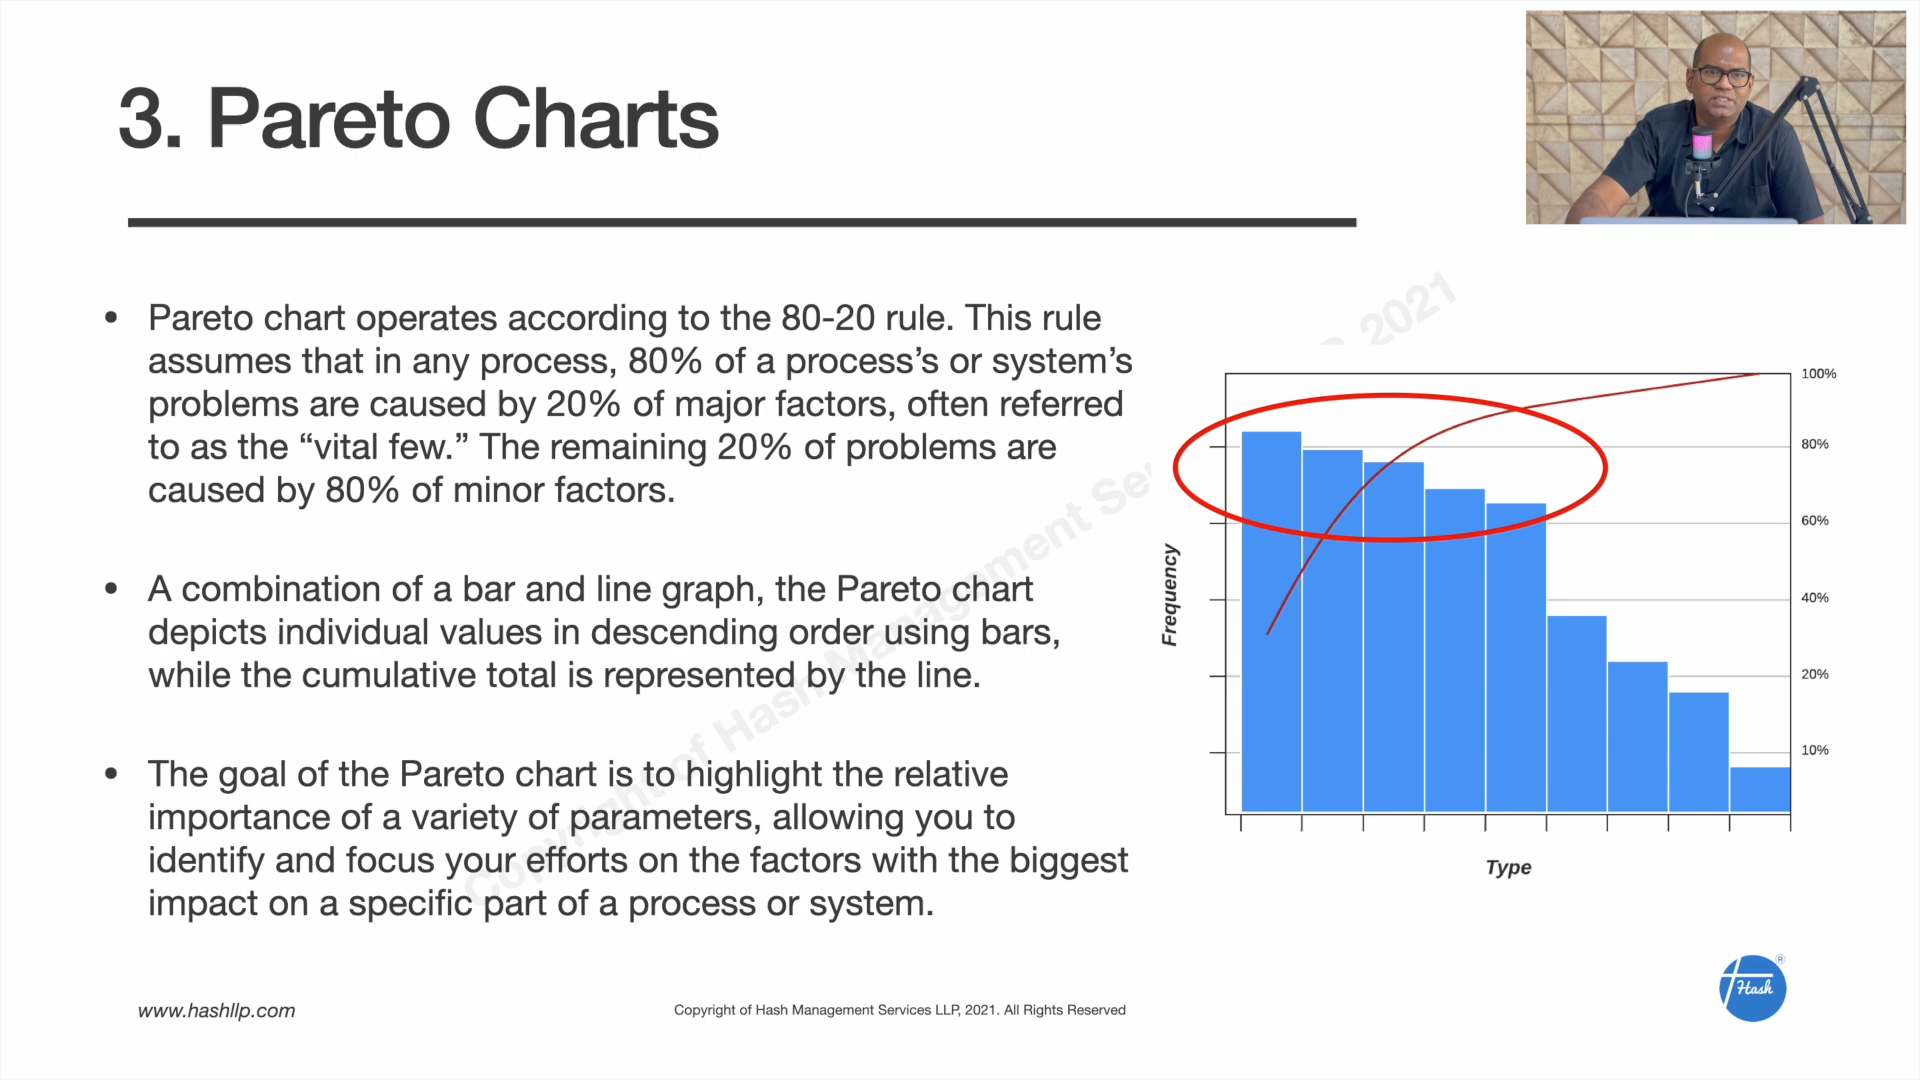 3. Pareto Charts
• Pareto chart operates according to the 80-20 rule. This rule
assumes that in any process, 80% of a process’s or system’s
problems are caused by 20% of major factors, often referred
to as the “vital few.” The remaining 20% of problems are
caused by 80% of minor factors.
• A combination of a bar and line graph, the Pareto chart
depicts individual values in descending order using bars,
while the cumulative total is represented by the line.
• The goal of the Pareto chart is to highlight the relative
importance of a variety of parameters, allowing you to
identify and focus your efforts on the factors with the biggest
impact on a specific part of a process or system.
Copyright of Hash Management Se
2021
100%
80%
60%
40%
20%
10%
Frequency
Type
www.hashllp.com
Copyright of Hash Management Services LLP, 2021. All Rights Reserved
Hash
®